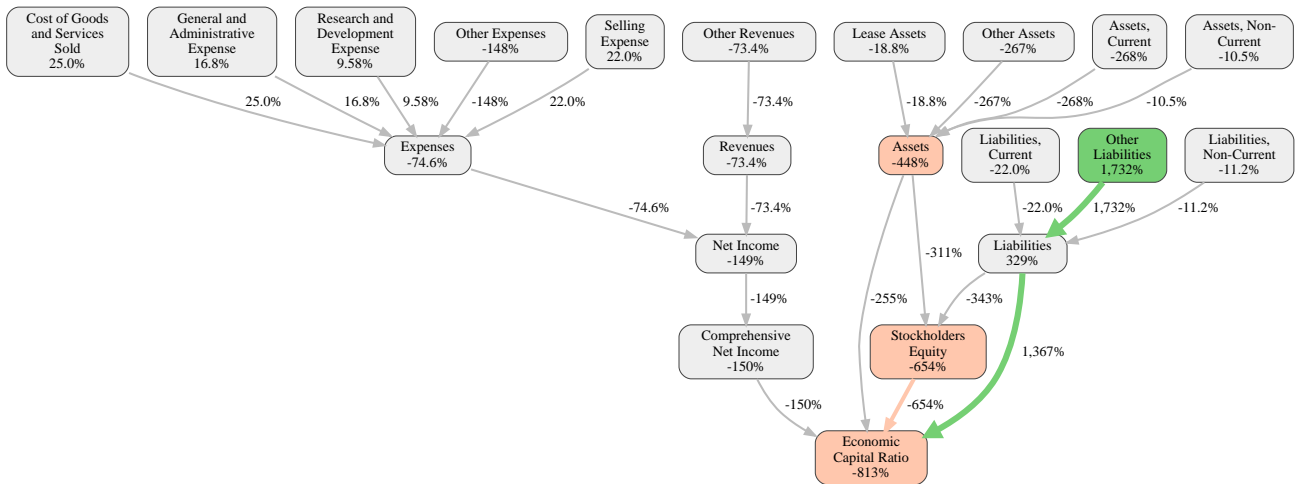 Cost of Goods
and Services
Sold
25.0%
General and
Administrative
Expense
16.8%
Research and
Development
Expense
9.58%
Other Expenses
-148%
Selling
Expense
22.0%
Other Revenues
-73.4%
Lease Assets
-18.8%
Other Assets
-267%
Assets,
Current
-268%
Assets, Non-
Current
-10.5%
25.0%
16.8%
9.58%
-148%
22.0%
-73.4%
-18.8%
-267%
-268%
-10.5%
Expenses
-74.6%
Revenues
-73.4%
Assets
-448%
Liabilities,
Current
-22.0%
Other
Liabilities
1,732%
Liabilities,
Non-Current
-11.2%
-74.6%
-73.4%
-22.0%
1,732%
-11.2%
Net Income
-149%
-311%
Liabilities
329%
-149%
-255%
-343%
Comprehensive
Net Income
-150%
Stockholders
Equity
-654%
1,367%
-150%
-654%
Economic
Capital Ratio
-813%